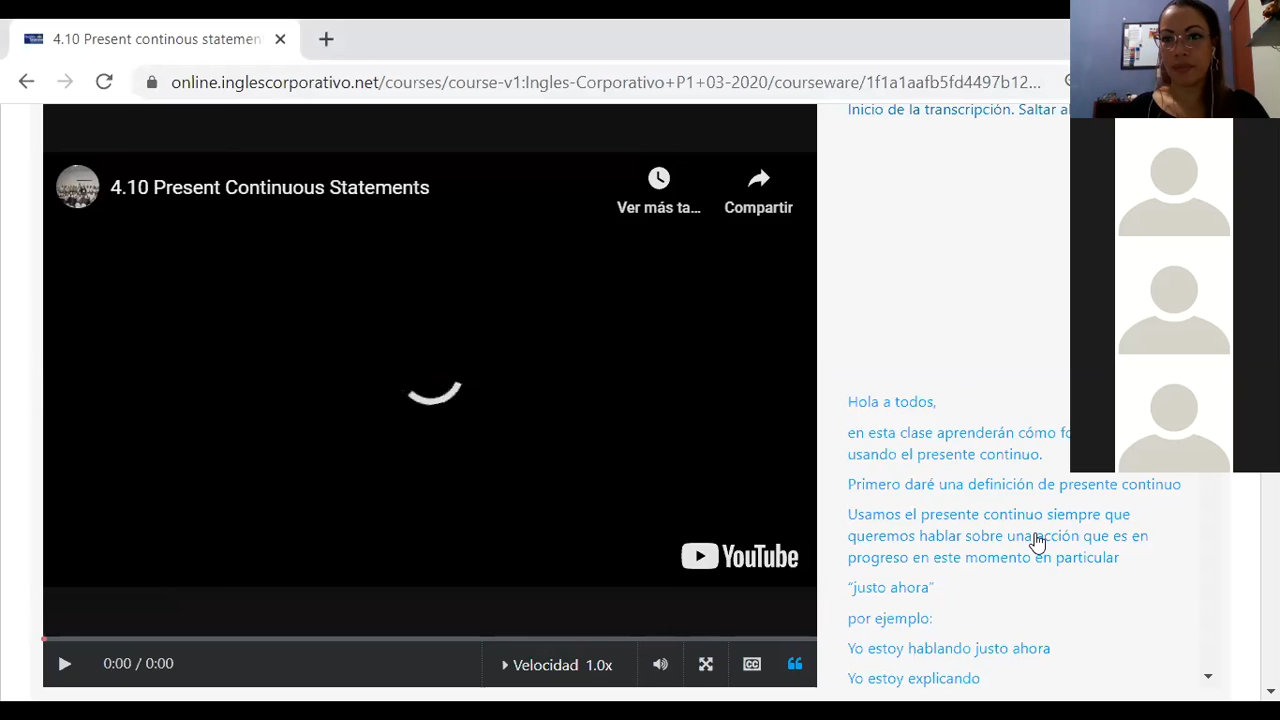 4.10 Present continous statemen
online.inglescorporativo.net/courses/course-v1:Ingles-Corporativo+P1+03-2020/courseware/1f1a1aafb5fd4497b12...
Inicio de la transcripción. Saltar al
4.10 Present Continuous Statements
Ver más ta...
Compartir
YouTube
Hola a todos,
en esta clase aprenderán cómo
usando el presente continuo.
Primero daré una definición de presente continuo
Usamos el presente continuo siempre que
queremos hablar sobre una acción que es en
progreso en este momento en particular
“justo ahora”
por ejemplo:
Yo estoy hablando justo ahora
Yo estoy explicando
0:00 / 0:00
Velocidad 1.0x
CC